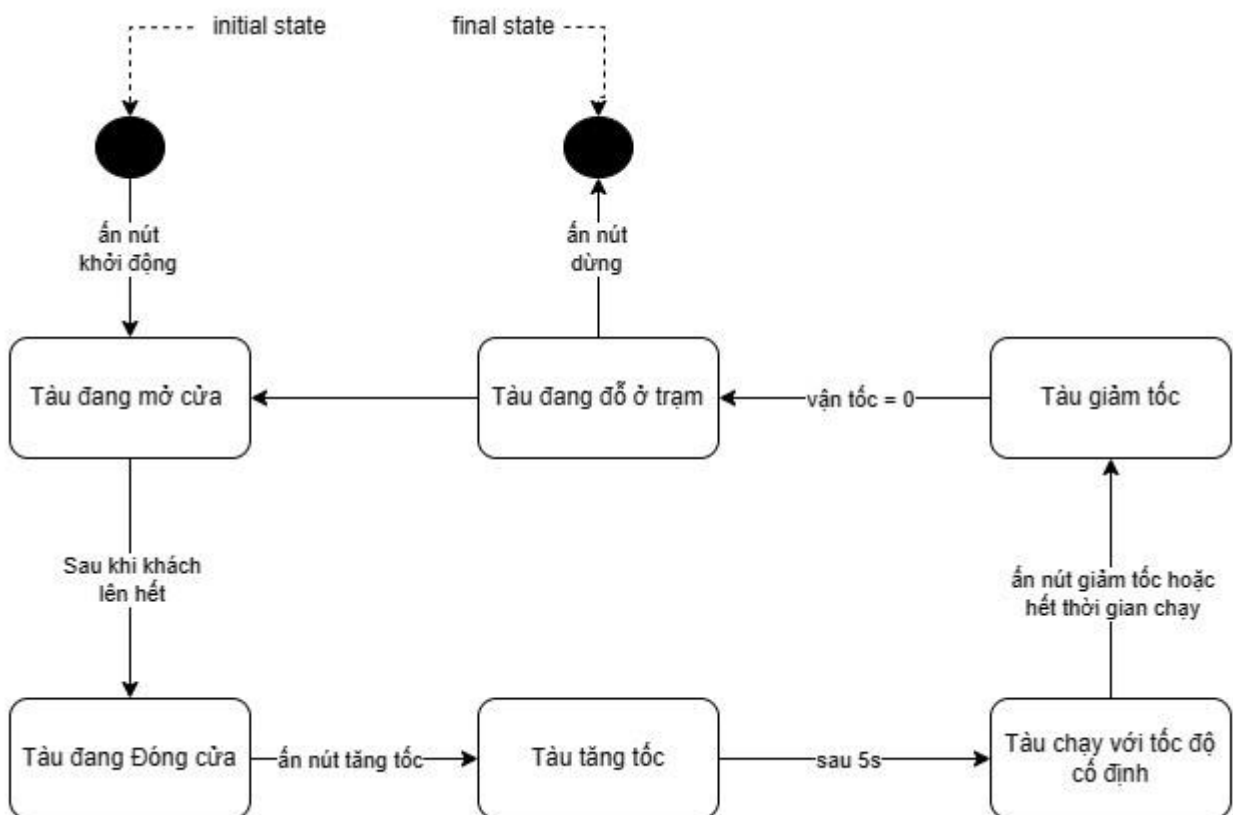 initial state
final state
ấn nút
khởi động
ấn nút
dừng
Tàu đang mở cửa
Tàu đang đỗ ở trạm
vận tốc = 0
Tàu giảm tốc
Sau khi khách
lên hết
ấn nút giảm tốc hoặc
hết thời gian chạy
Tàu đang Đóng cửa
ấn nút tăng tốc
Tàu tăng tốc
sau 5s
Tàu chạy với tốc độ
cố định